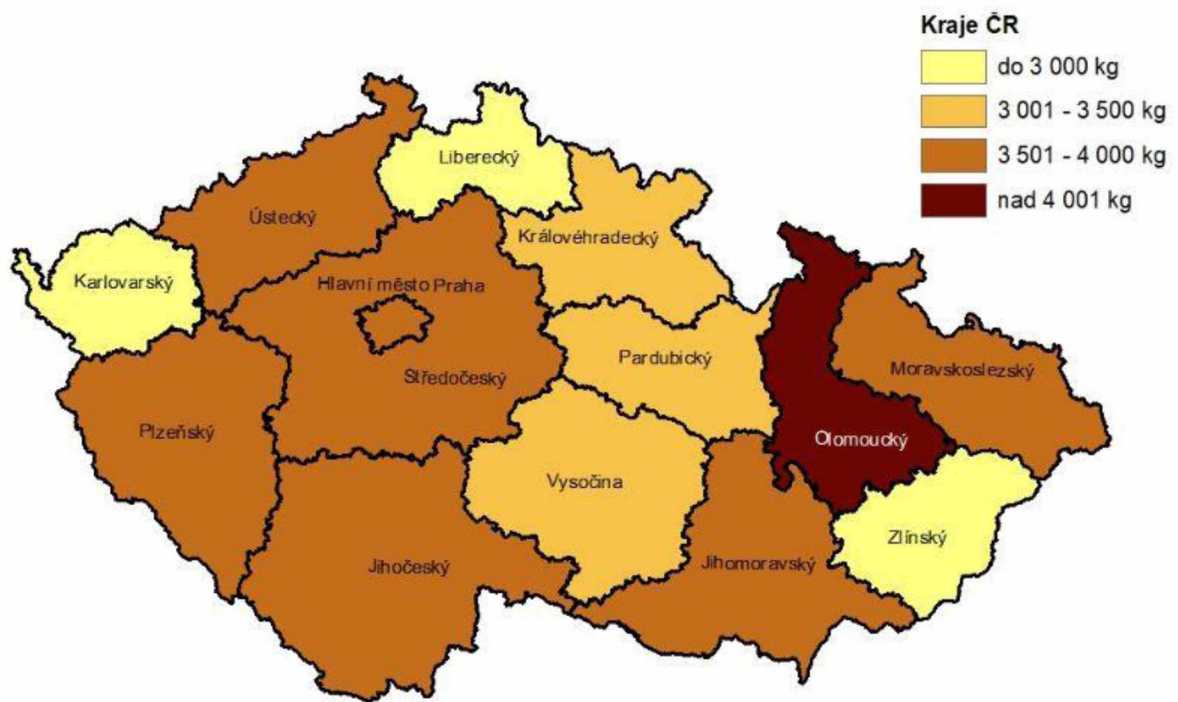 Kraje ČR
do 3 000 kg
3 001 - 3 500 kg
3 501 - 4 000 kg
nad 4 001 kg
Liberecký
Ústecký
Královéhradecký
Karlovarský
Hlavní město Praha
Pardubický
Středočeský
Moravskoslezský
Plzeňský
Olomoucký
Vysočina
Zlínský
Jihočeský
Jihomoravský